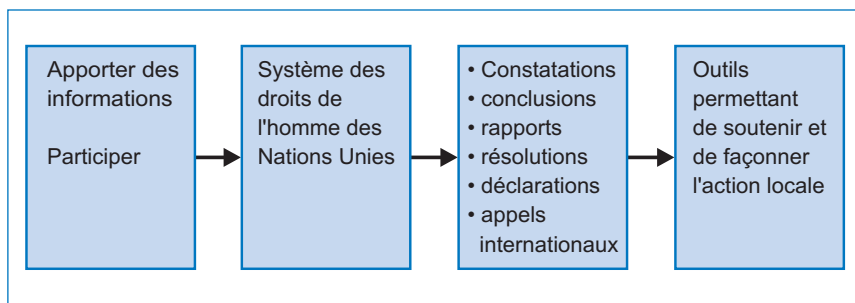 Apporter des
informations
Participer
Système des
droits de
l'homme des
Nations Unies
• Constatations
• conclusions
• rapports
• résolutions
• déclarations
• appels
internationaux
Outils
permettant
de soutenir et
de façonner
l'action locale